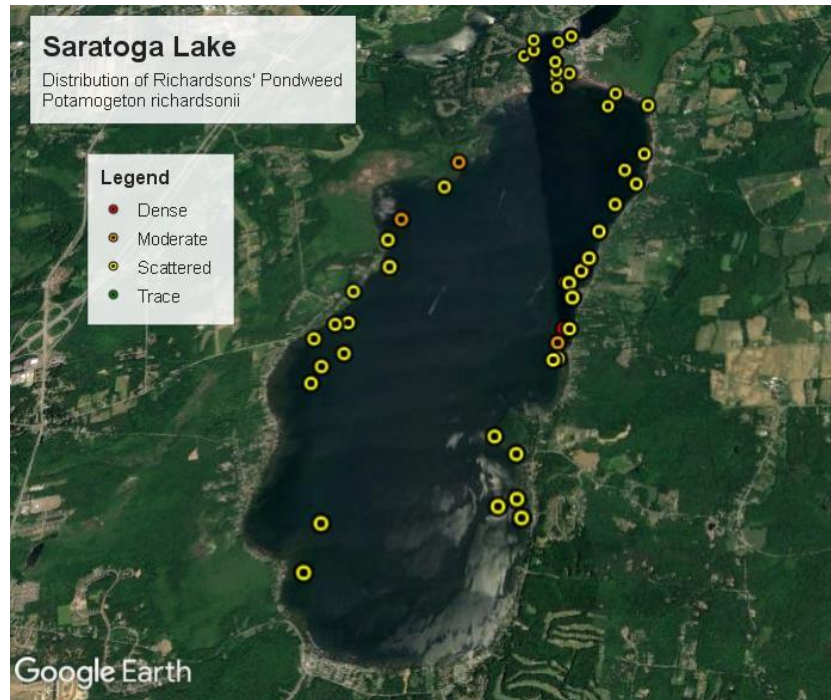 Saratoga Lake
Distribution of Richardsons' Pondweed
Potamogeton richardsonii
Legend
Dense
Moderate
Scattered
Trace
Google Earth